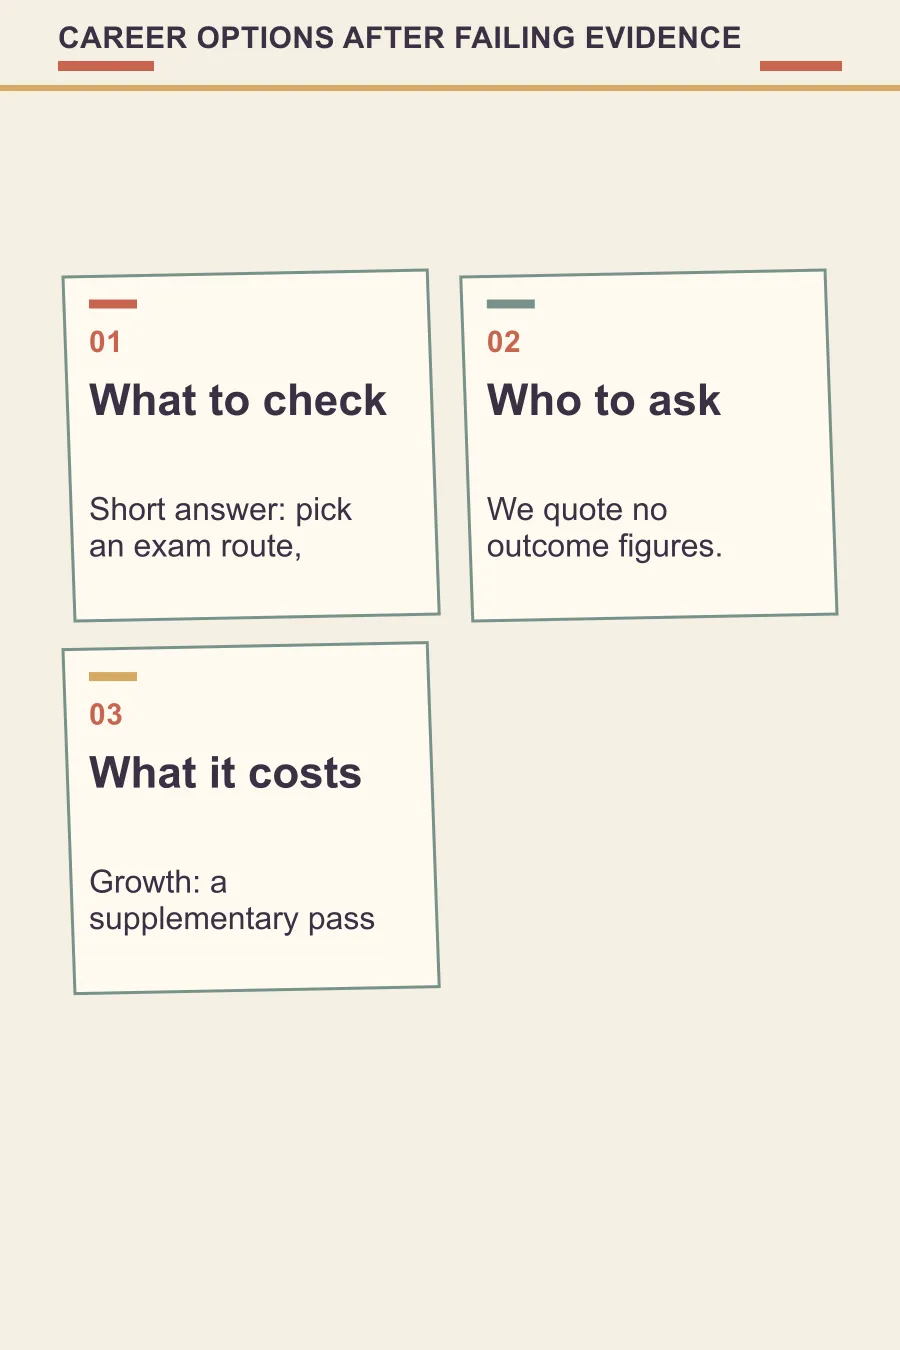 CAREER OPTIONS AFTER FAILING EVIDENCE
01
What to check
Short answer: pick
an exam route,
02
Who to ask
We quote no
outcome figures.
03
What it costs
Growth: a
supplementary pass